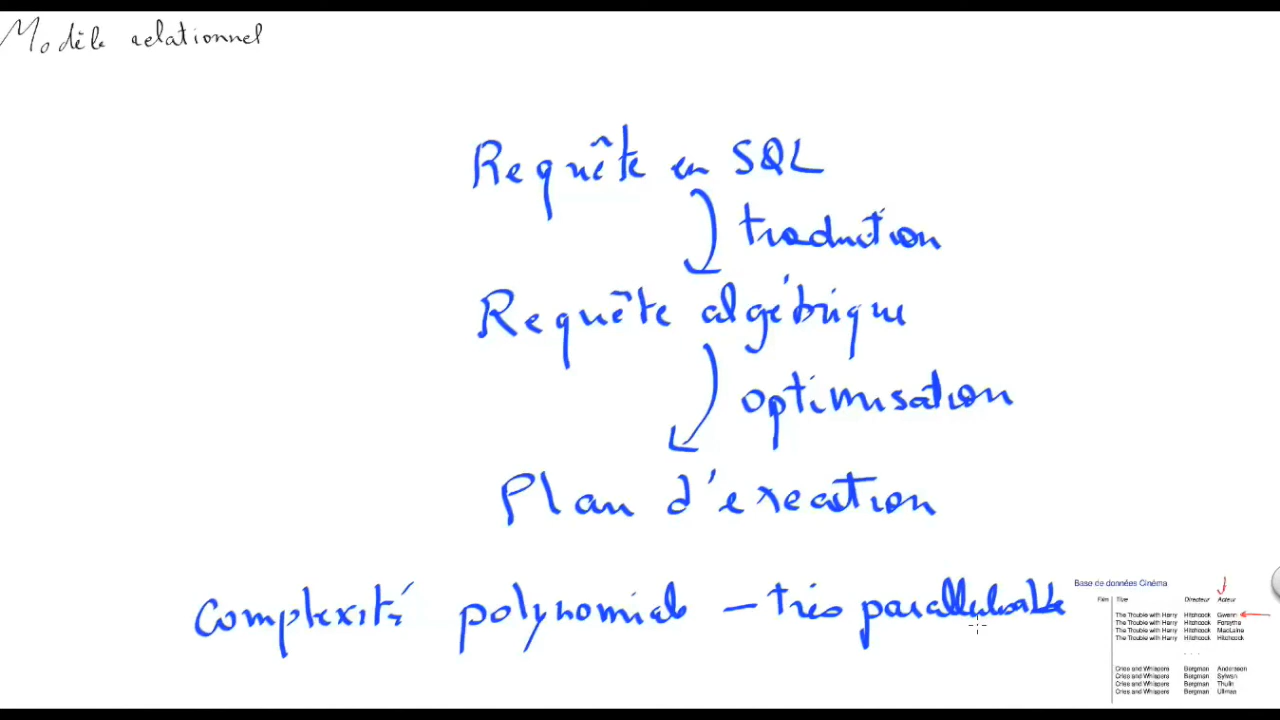 Modèle relationnel
Requête en SQL
traduction
Requête algébrique
optimisation
Plan d'execution
Complexité polynomiale – très parallelisable
Base de données Cinéma
Film Titre Directeur Acteur
The Trouble with Harry Hitchcock Gwenn
The Trouble with Harry Hitchcock Forsythe
The Trouble with Harry Hitchcock MacLaine
The Trouble with Harry Hitchcock Hitchcock
. . .
Cries and Whispers Bergman Andersson
Cries and Whispers Bergman Sylwan
Cries and Whispers Bergman Thulin
Cries and Whispers Bergman Ullman